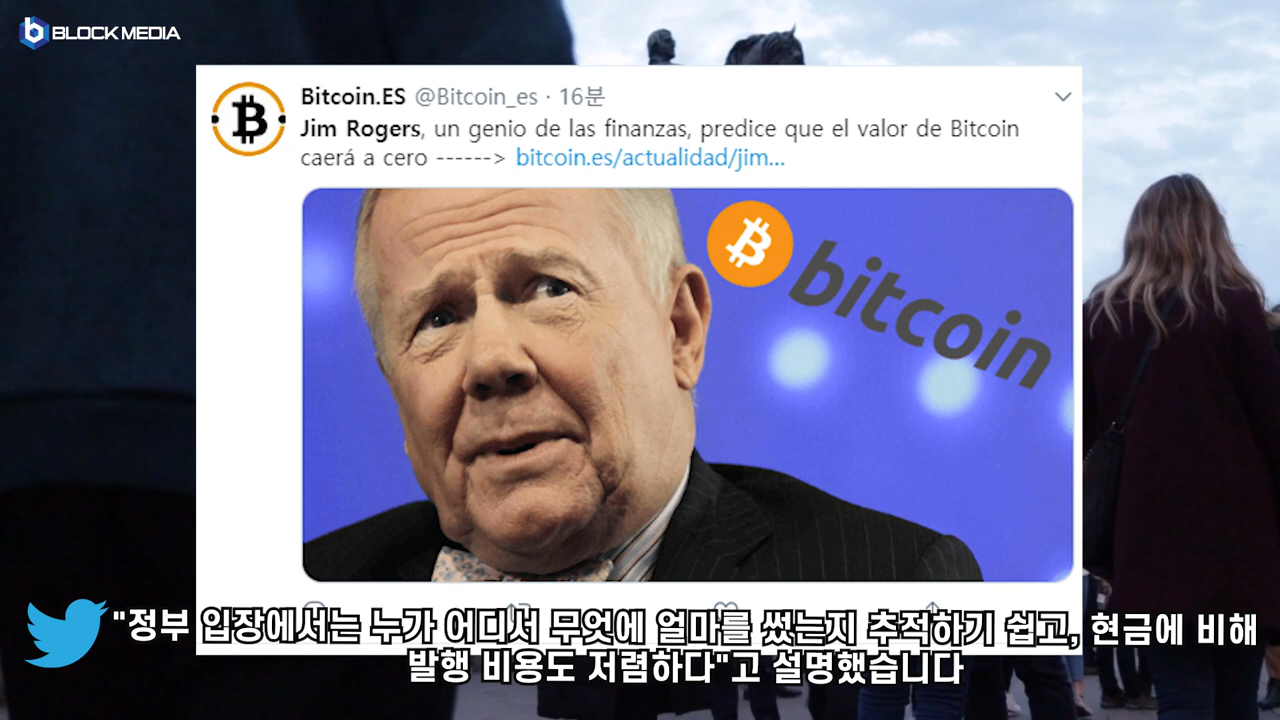 BLOCK MEDIA
Bitcoin.ES @Bitcoin_es · 16분
Jim Rogers, un genio de las finanzas, predice que el valor de Bitcoin
caerá a cero ------> bitcoin.es/actualidad/jim...
bitcoin
"정부 입장에서는 누가 어디서 무엇에 얼마를 썼는지 추적하기 쉽고, 현금에 비해
발행 비용도 저렴하다"고 설명했습니다